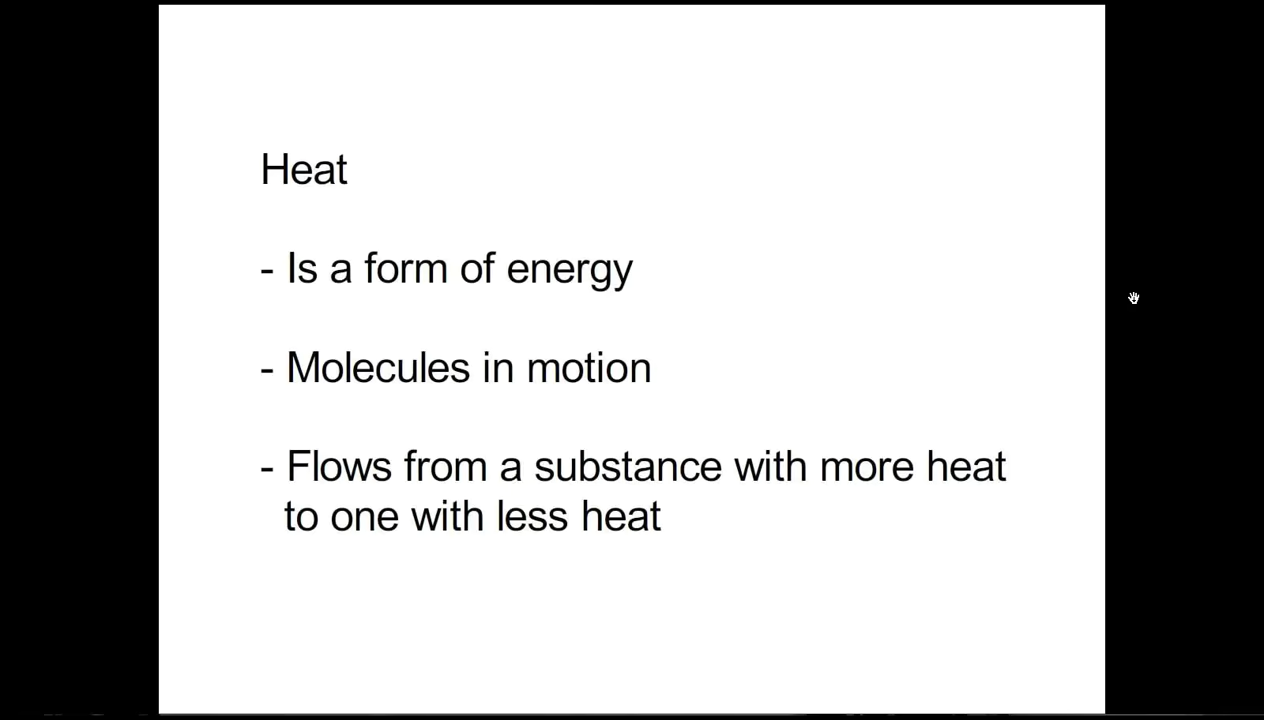 Heat
- Is a form of energy
- Molecules in motion
- Flows from a substance with more heat
to one with less heat